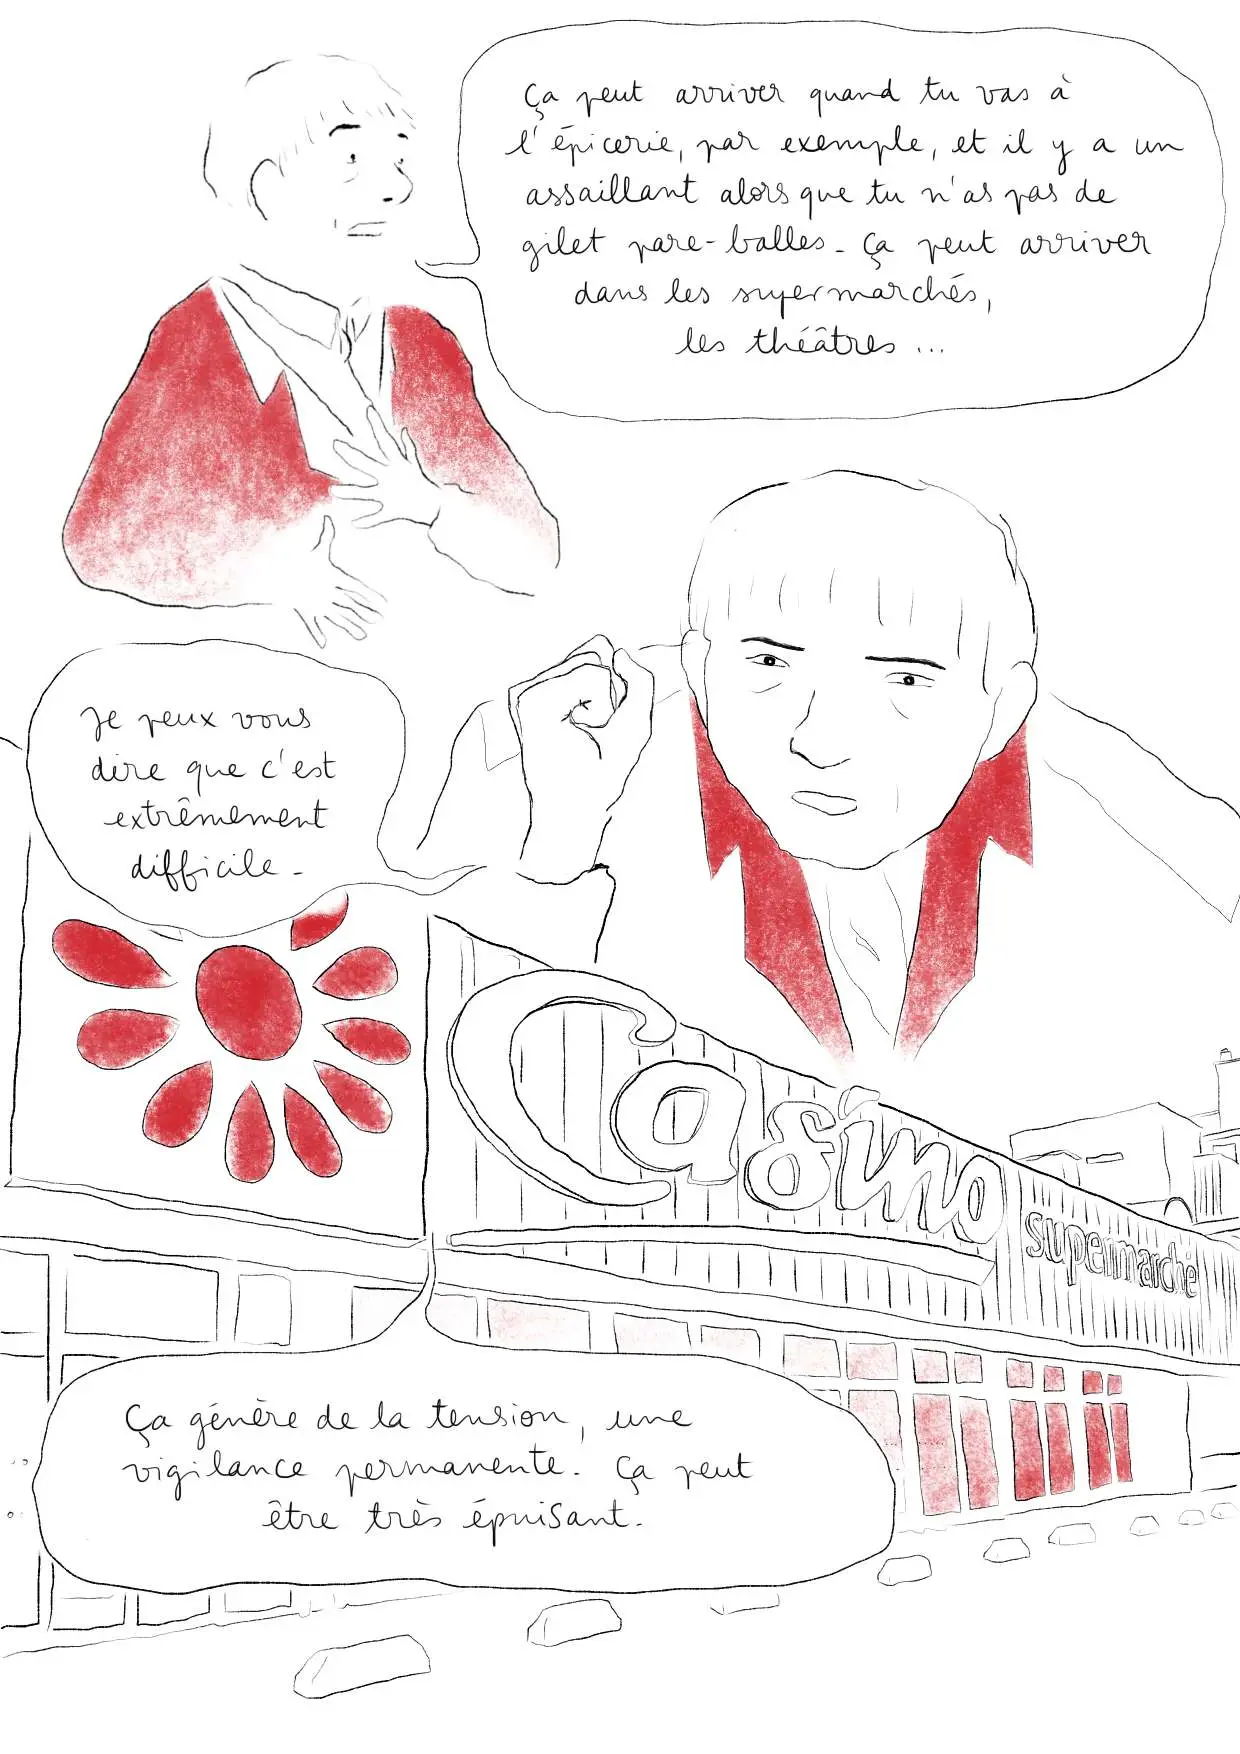 Ça peut arriver quand tu vas à
l'épicerie, par exemple, et il y a un
assaillant alors que tu n'as pas de
gilet pare-balles. Ça peut arriver
dans les supermarchés,
les théâtres...
Je peux vous
dire que c'est
extrêmement
difficile.
Casino
supermarché
Ça génère de la tension, une
vigilance permanente. Ça peut
être très épuisant.